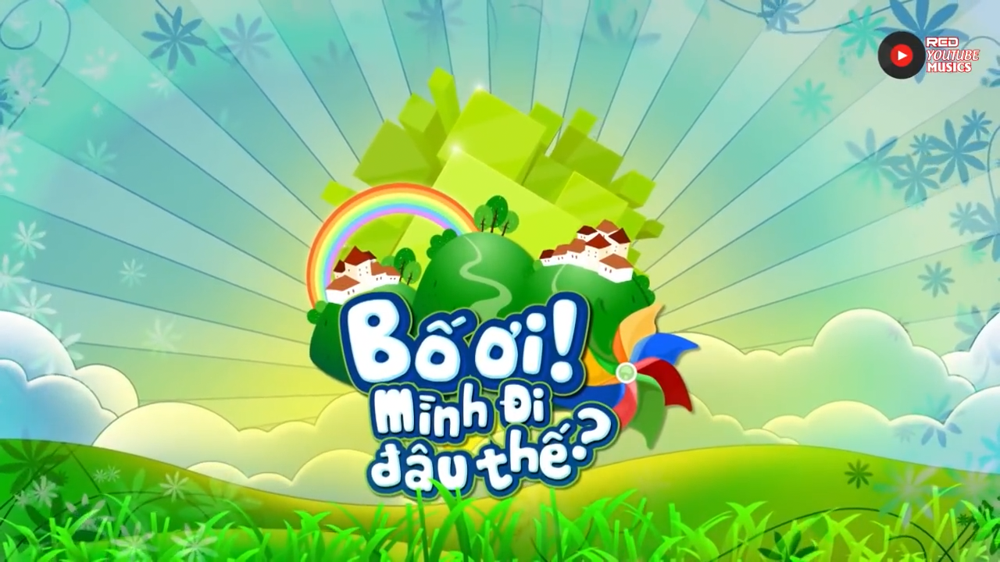 RED
YOUTUBE
MUSICS
Bố ơi!
mình Đi
đâu thế?